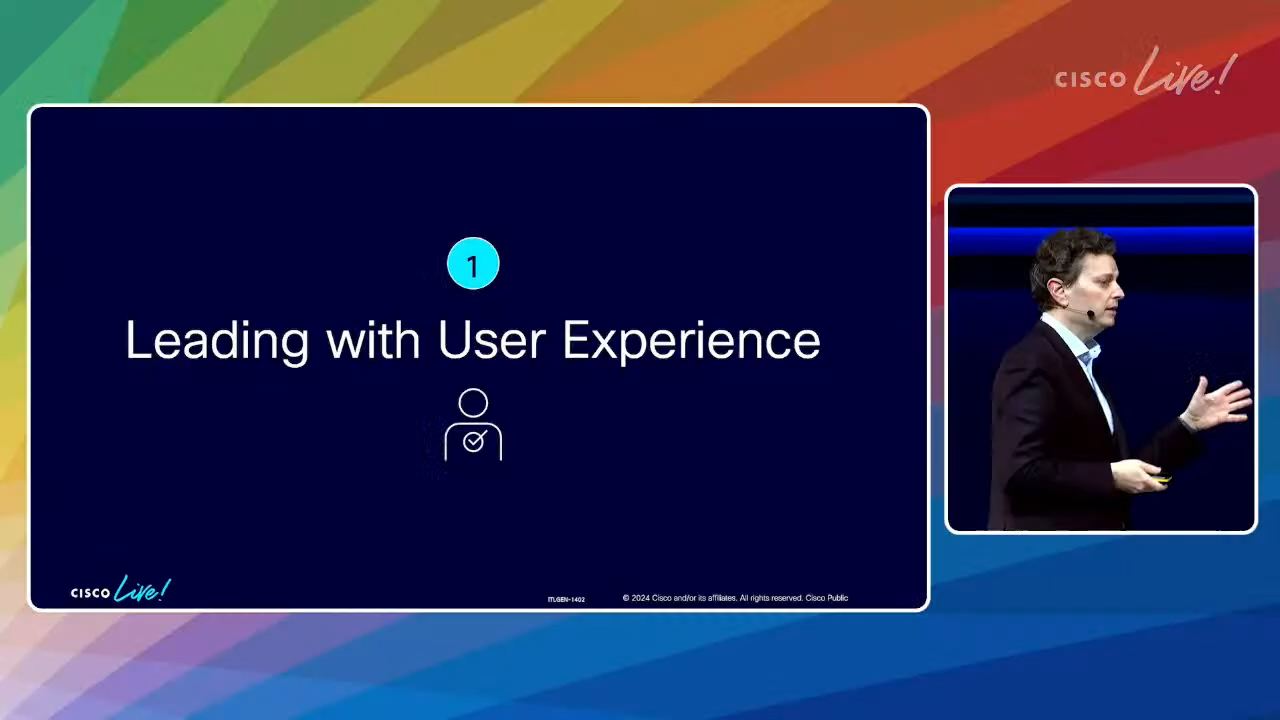 CISCO Live!
1
Leading with User Experience
CISCO Live!
ITLGEN-1402
© 2024 Cisco and/or its affiliates. All rights reserved. Cisco Public